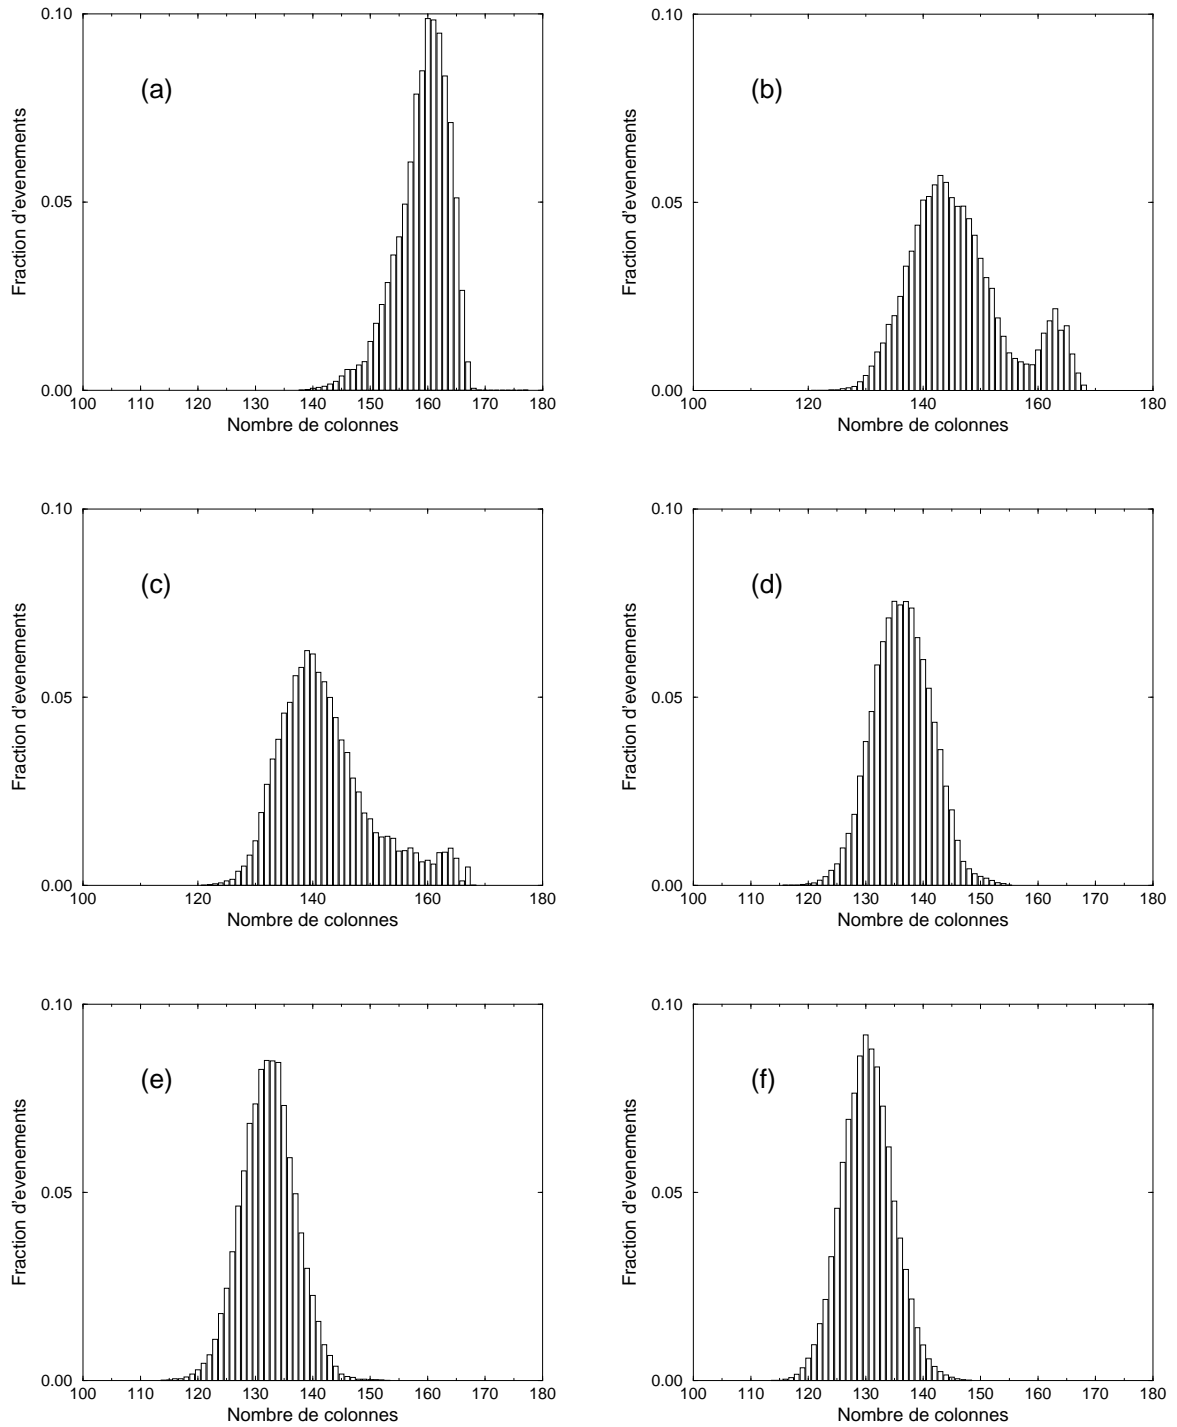 0.10
(a)
Fraction d'evenements
0.05
0.00
100 110 120 130 140 150 160 170 180
Nombre de colonnes
0.10
(b)
Fraction d'evenements
0.05
0.00
100 120 130 140 160 180
Nombre de colonnes
0.10
(c)
Fraction d'evenements
0.05
0.00
100 120 140 160 180
Nombre de colonnes
0.10
(d)
Fraction d'evenements
0.05
0.00
100 110 120 130 140 150 160 170 180
Nombre de colonnes
0.10
(e)
Fraction d'evenements
0.05
0.00
100 110 120 130 140 150 160 170 180
Nombre de colonnes
0.10
(f)
Fraction d'evenements
0.05
0.00
100 110 120 130 140 150 160 170 180
Nombre de colonnes